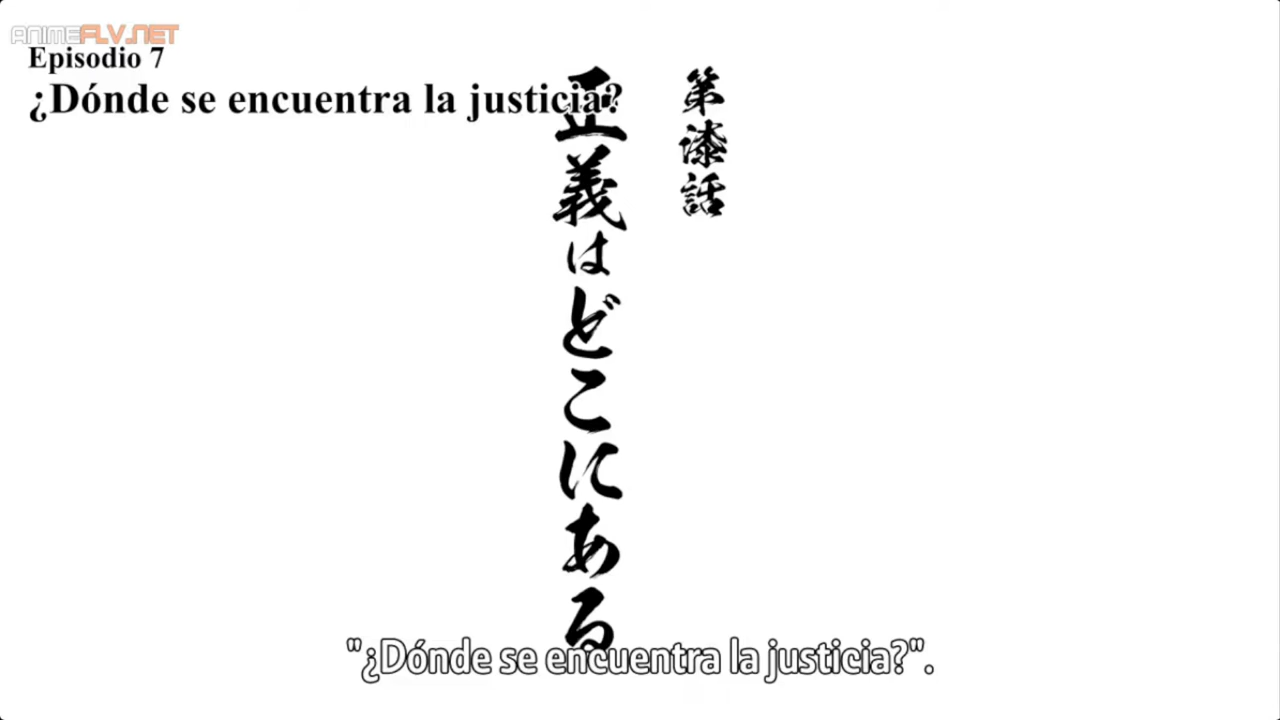 ANIMEFLV.NET
Episodio 7
¿Dónde se encuentra la justicia?
第漆話
正義はどこにある
"¿Dónde se encuentra la justicia?".